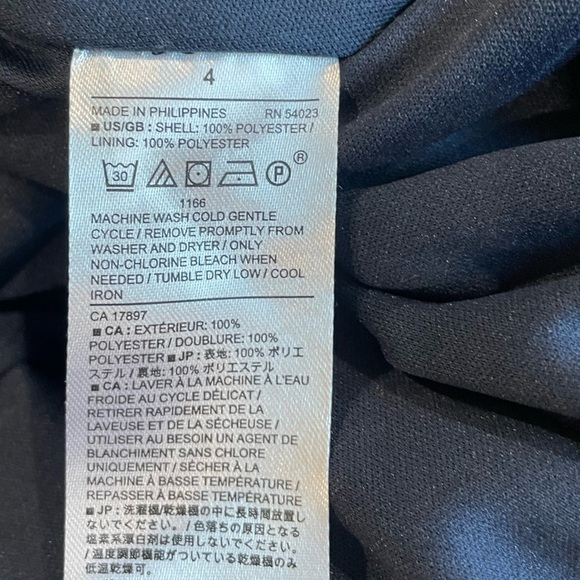 4
MADE IN PHILIPPINES RN 54023
US/GB : SHELL: 100% POLYESTER /
LINING: 100% POLYESTER
30 P ®
1166
MACHINE WASH COLD GENTLE
CYCLE / REMOVE PROMPTLY FROM
WASHER AND DRYER / ONLY
NON-CHLORINE BLEACH WHEN
NEEDED / TUMBLE DRY LOW / COOL
IRON
CA 17897
CA : EXTÉRIEUR: 100%
POLYESTER / DOUBLURE: 100%
POLYESTER JP : 表地: 100% ポリエ
ステル / 裏地: 100% ポリエステル
CA : LAVER À LA MACHINE À L'EAU
FROIDE AU CYCLE DÉLICAT /
RETIRER RAPIDEMENT DE LA
LAVEUSE ET DE LA SÉCHEUSE /
UTILISER AU BESOIN UN AGENT DE
BLANCHIMENT SANS CHLORE
UNIQUEMENT / SÉCHER À LA
MACHINE À BASSE TEMPÉRATURE /
REPASSER À BASSE TEMPÉRATURE
JP : 洗濯機/乾燥機の中に長時間放置し
ないでください。/ 色落ちの原因となる
塩素系漂白剤は使用しないでください。
/ 温度調節機能がついている乾燥機のみ
低温乾燥可。